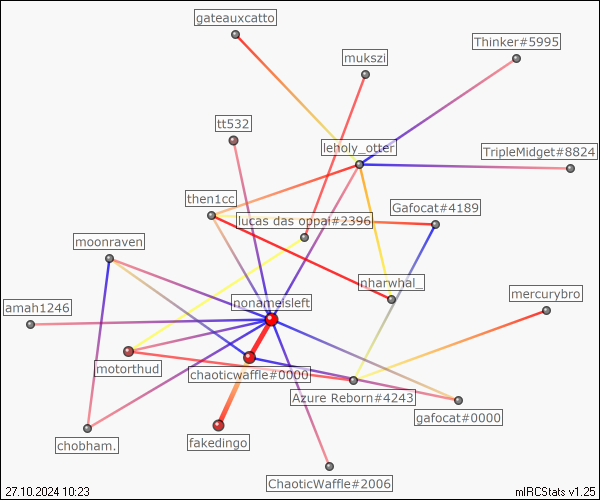 gateauxcatto
Thinker#5995
mukszi
tt532
leholy_otter
TripleMidget#8824
then1cc
Gafocat#4189
lucas das oppai#2396
moonraven
nharwhal_
mercurybro
nonameisleft
amah1246
motorthud
chaoticwaffle#0000
Azure Reborn#4243
gafocat#0000
fakedingo
chobham.
ChaoticWaffle#2006
27.10.2024 10:23
mIRCStats v1.25